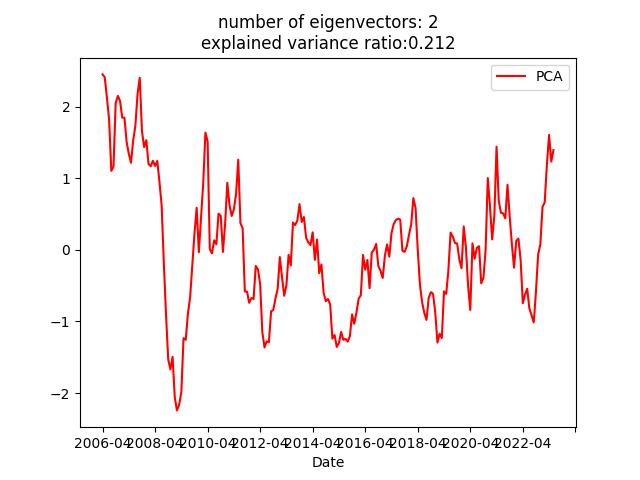 number of eigenvectors: 2
explained variance ratio:0.212
PCA
2
1
0
−1
−2
2006-04 2008-04 2010-04 2012-04 2014-04 2016-04 2018-04 2020-04 2022-04
Date